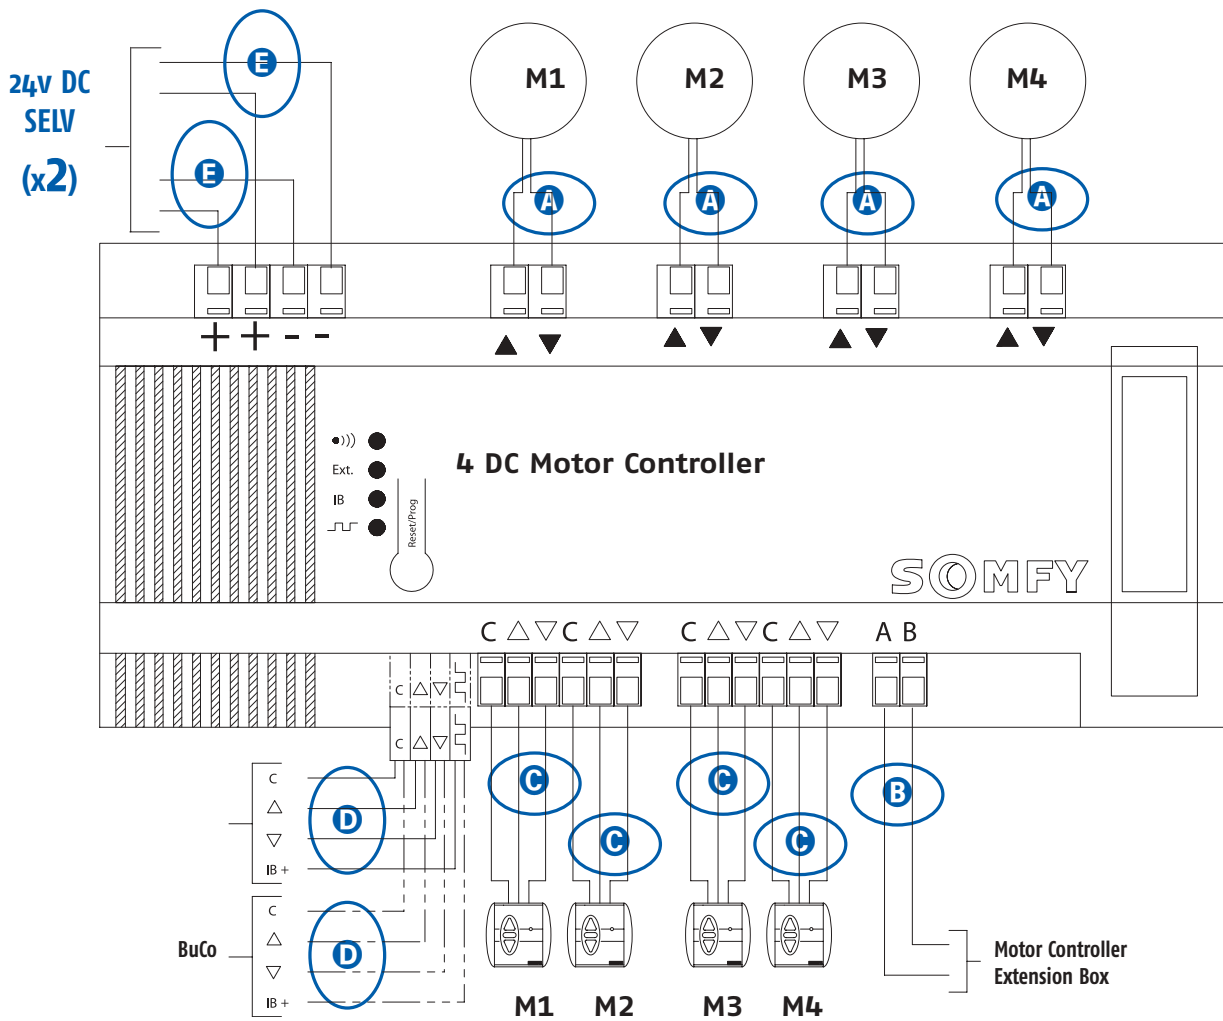 24V DC
SELV
(x2)
E
E
M1 M2 M3 M4
A A A A
+ + - -
▲ ▼ ▲ ▼ ▲ ▼ ▲ ▼
•)))
Ext.
IB
Reset/Prog
4 DC Motor Controller
SOMFY
C △ ▽ C △ ▽ C △ ▽ C △ ▽ A B
C △ ▽
C △ ▽
C
△
▽
IB +
D
C C
C C
B
BuCo
C
△
▽
IB +
D
M1 M2 M3 M4
Motor Controller
Extension Box